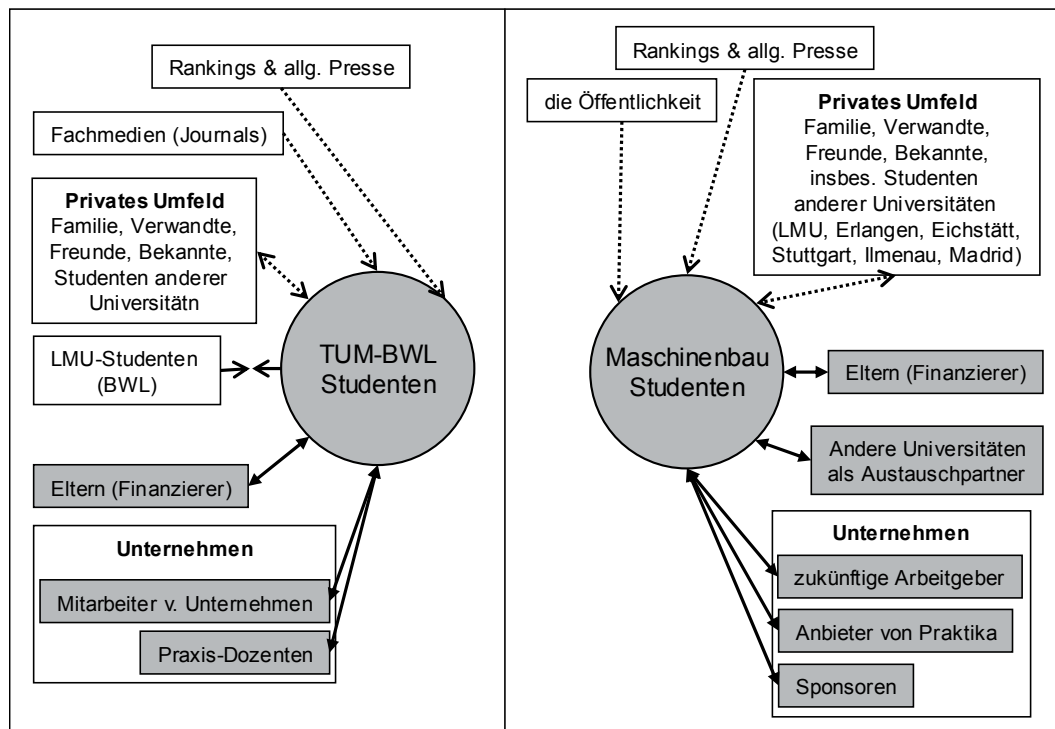 Rankings & allg. Presse
Fachmedien (Journals)
Privates Umfeld
Familie, Verwandte,
Freunde, Bekannte,
Studenten anderer
Universitätn
LMU-Studenten
(BWL)
TUM-BWL
Studenten
Eltern (Finanzierer)
Unternehmen
Mitarbeiter v. Unternehmen
Praxis-Dozenten
Rankings & allg. Presse
die Öffentlichkeit
Privates Umfeld
Familie, Verwandte,
Freunde, Bekannte,
insbes. Studenten
anderer Universitäten
(LMU, Erlangen, Eichstätt,
Stuttgart, Ilmenau, Madrid)
Maschinenbau
Studenten
Eltern (Finanzierer)
Andere Universitäten
als Austauschpartner
Unternehmen
zukünftige Arbeitgeber
Anbieter von Praktika
Sponsoren